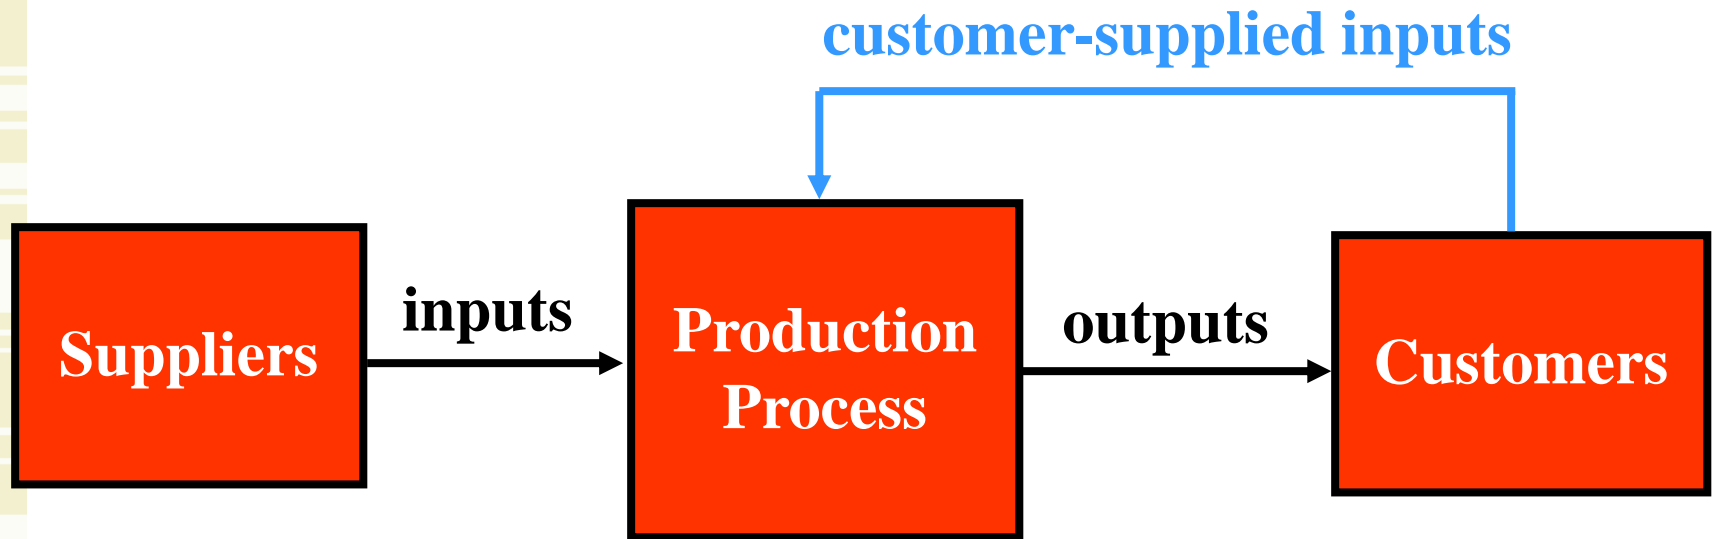 customer-supplied inputs
Suppliers
inputs
Production
Process
outputs
Customers